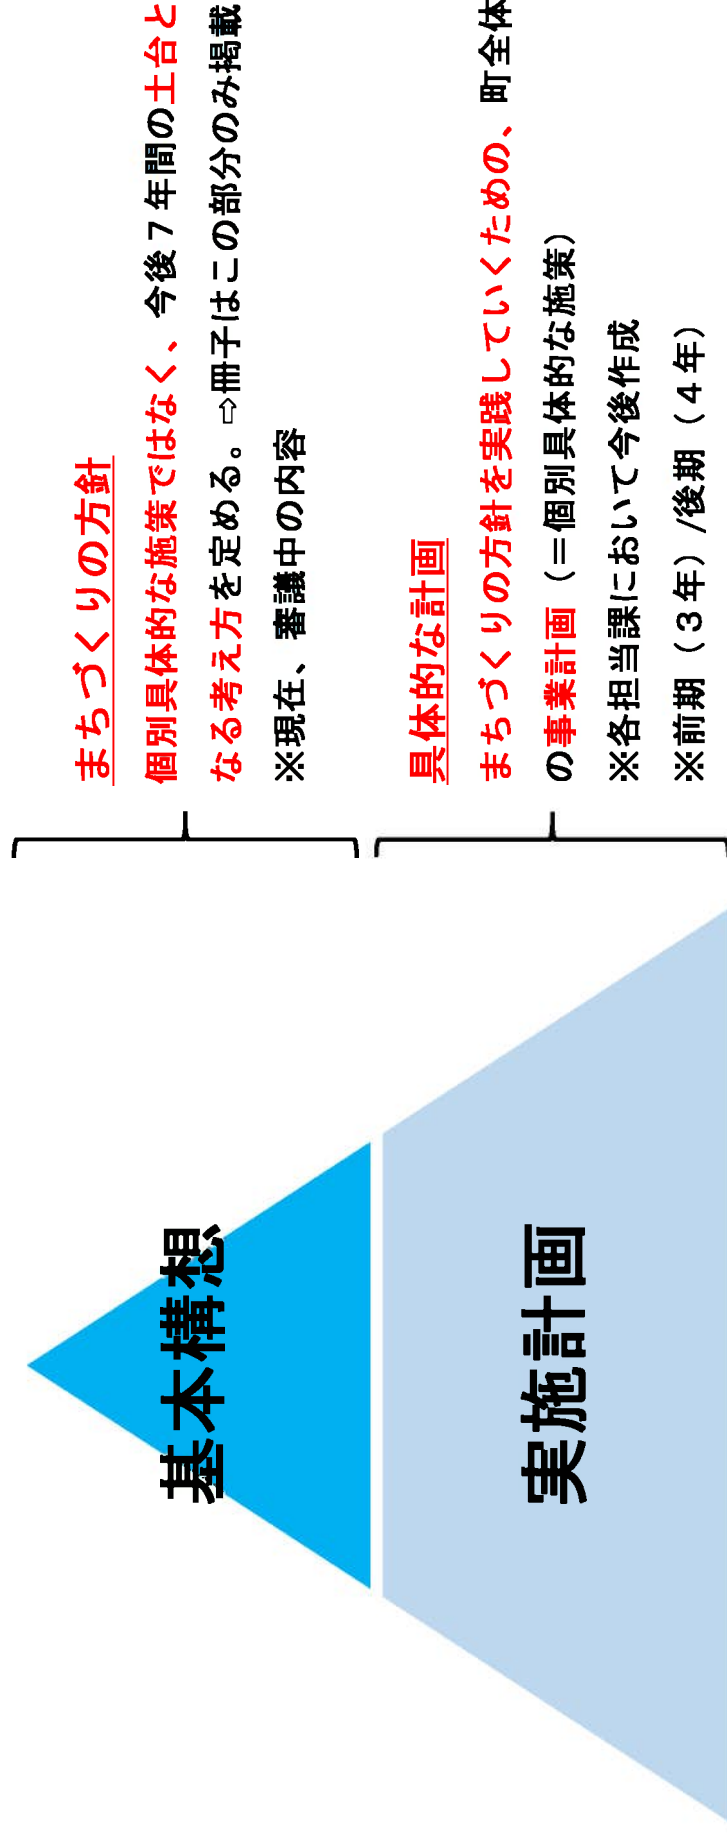 基本構想
まちづくりの方針
個別具体的な施策ではなく、今後７年間の土台と
なる考え方を定める。⇨冊子はこの部分のみ掲載
※現在、審議中の内容
実施計画
具体的な計画
まちづくりの方針を実践していくための、町全体
の事業計画（＝個別具体的な施策）
※各担当課において今後作成
※前期（３年）/後期（４年）